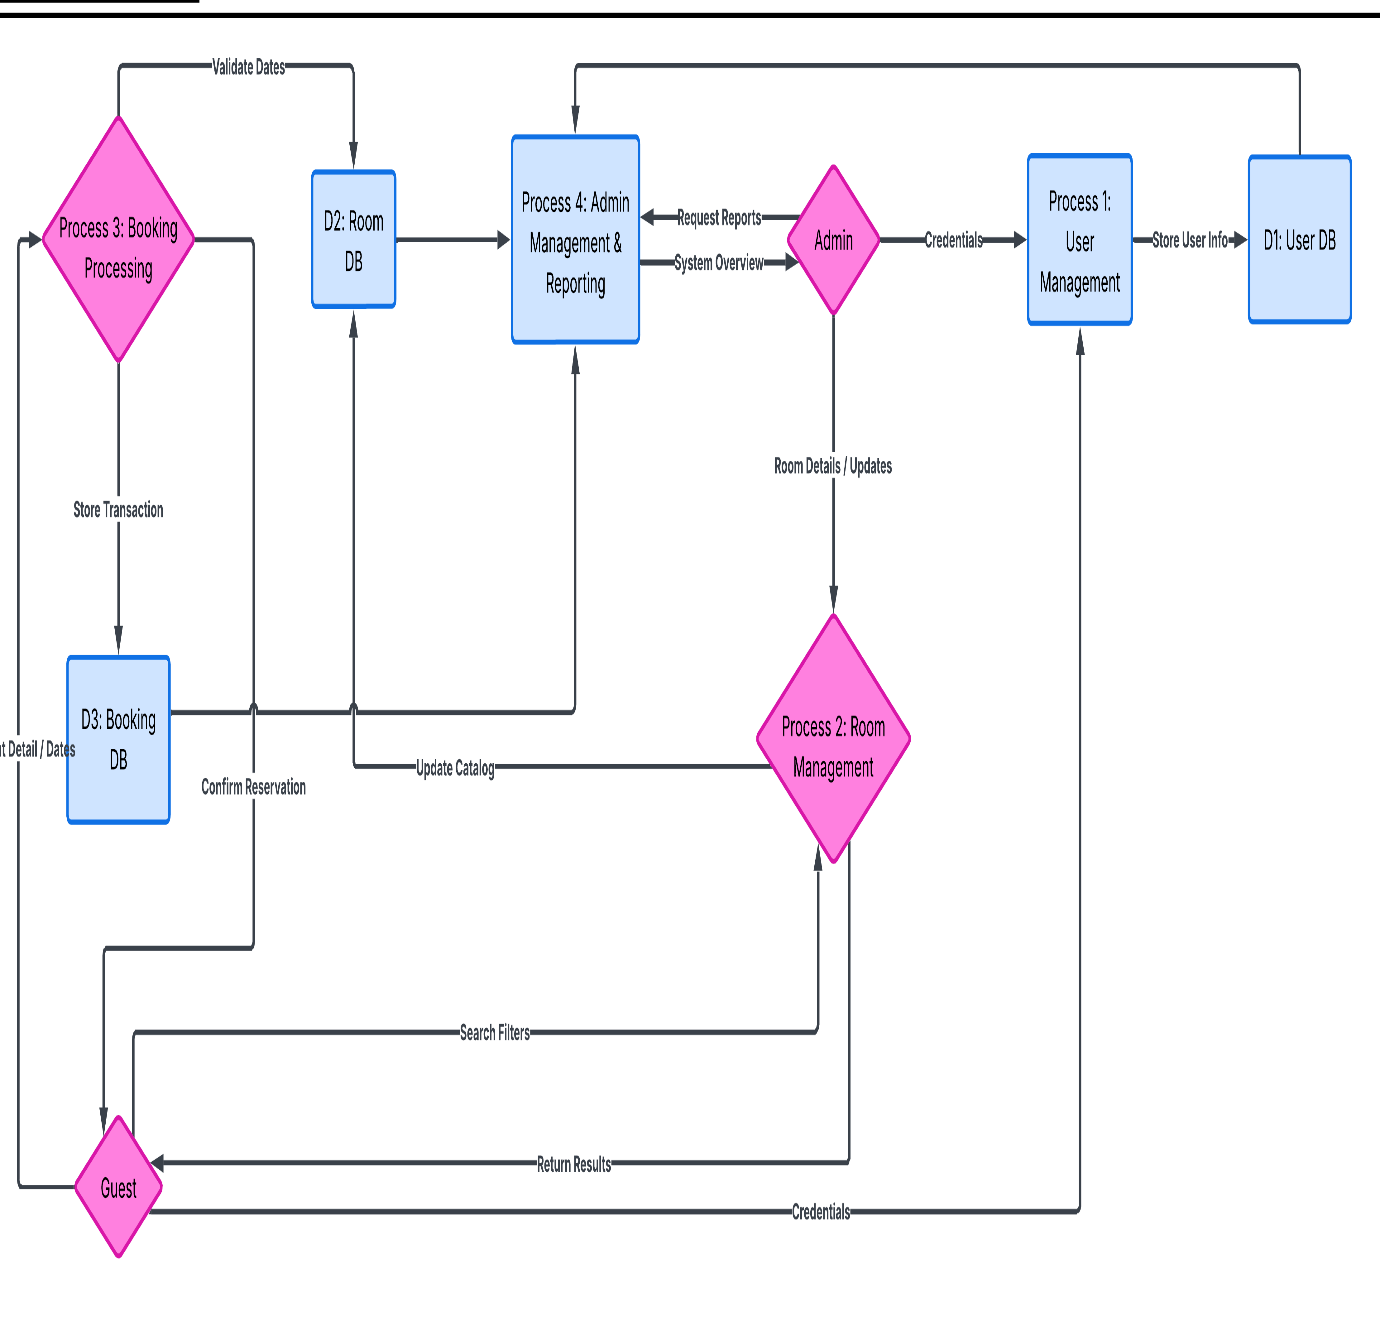 Validate Dates
Process 3: Booking
Processing
D2: Room
DB
Process 4: Admin
Management &
Reporting
Request Reports
System Overview
Admin
Credentials
Process 1:
User
Management
Store User Info
D1: User DB
Room Details / Updates
Store Transaction
D3: Booking
DB
Detail / Dates
Confirm Reservation
Update Catalog
Process 2: Room
Management
Search Filters
Return Results
Guest
Credentials